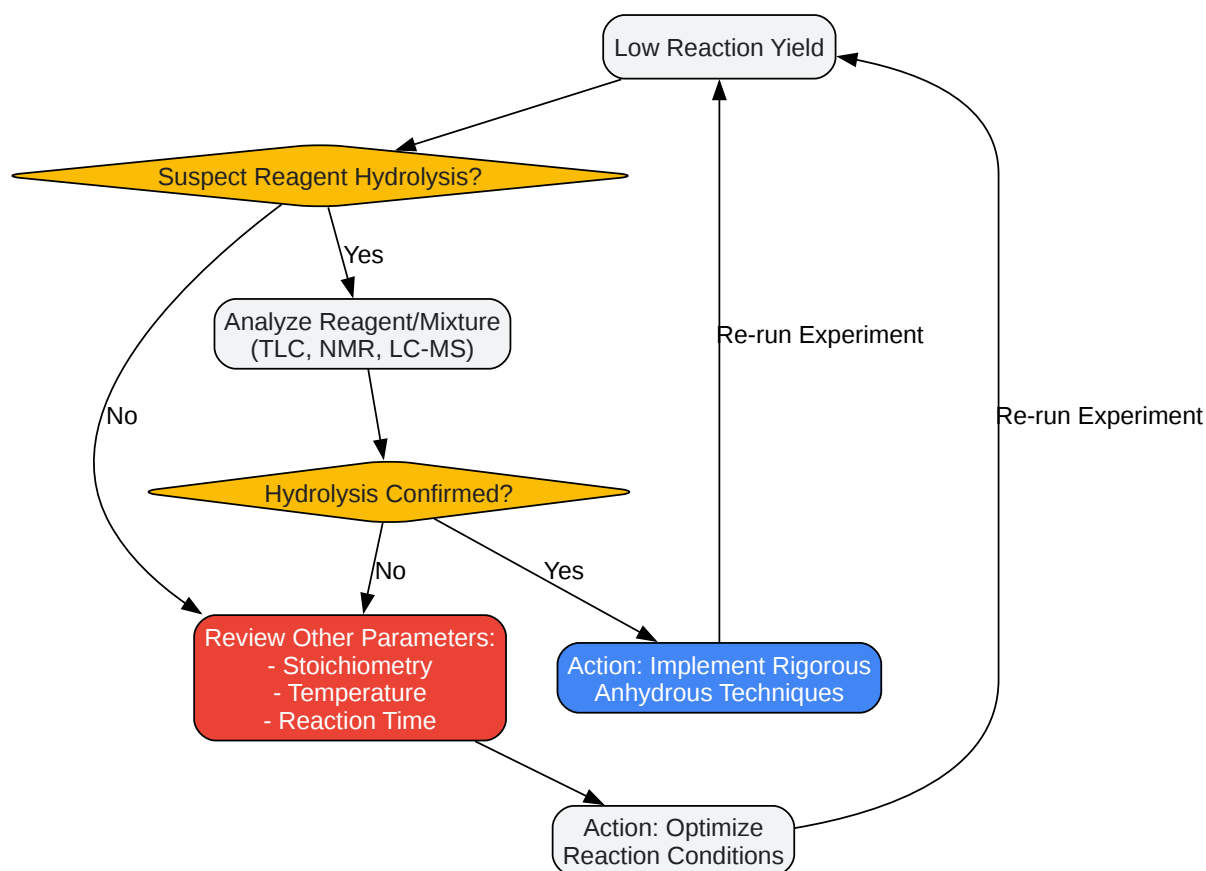 Low Reaction Yield
Suspect Reagent Hydrolysis?
Yes
Analyze Reagent/Mixture
(TLC, NMR, LC-MS)
Re-run Experiment
No
Re-run Experiment
Hydrolysis Confirmed?
No
Yes
Review Other Parameters:
- Stoichiometry
- Temperature
- Reaction Time
Action: Implement Rigorous
Anhydrous Techniques
Action: Optimize
Reaction Conditions